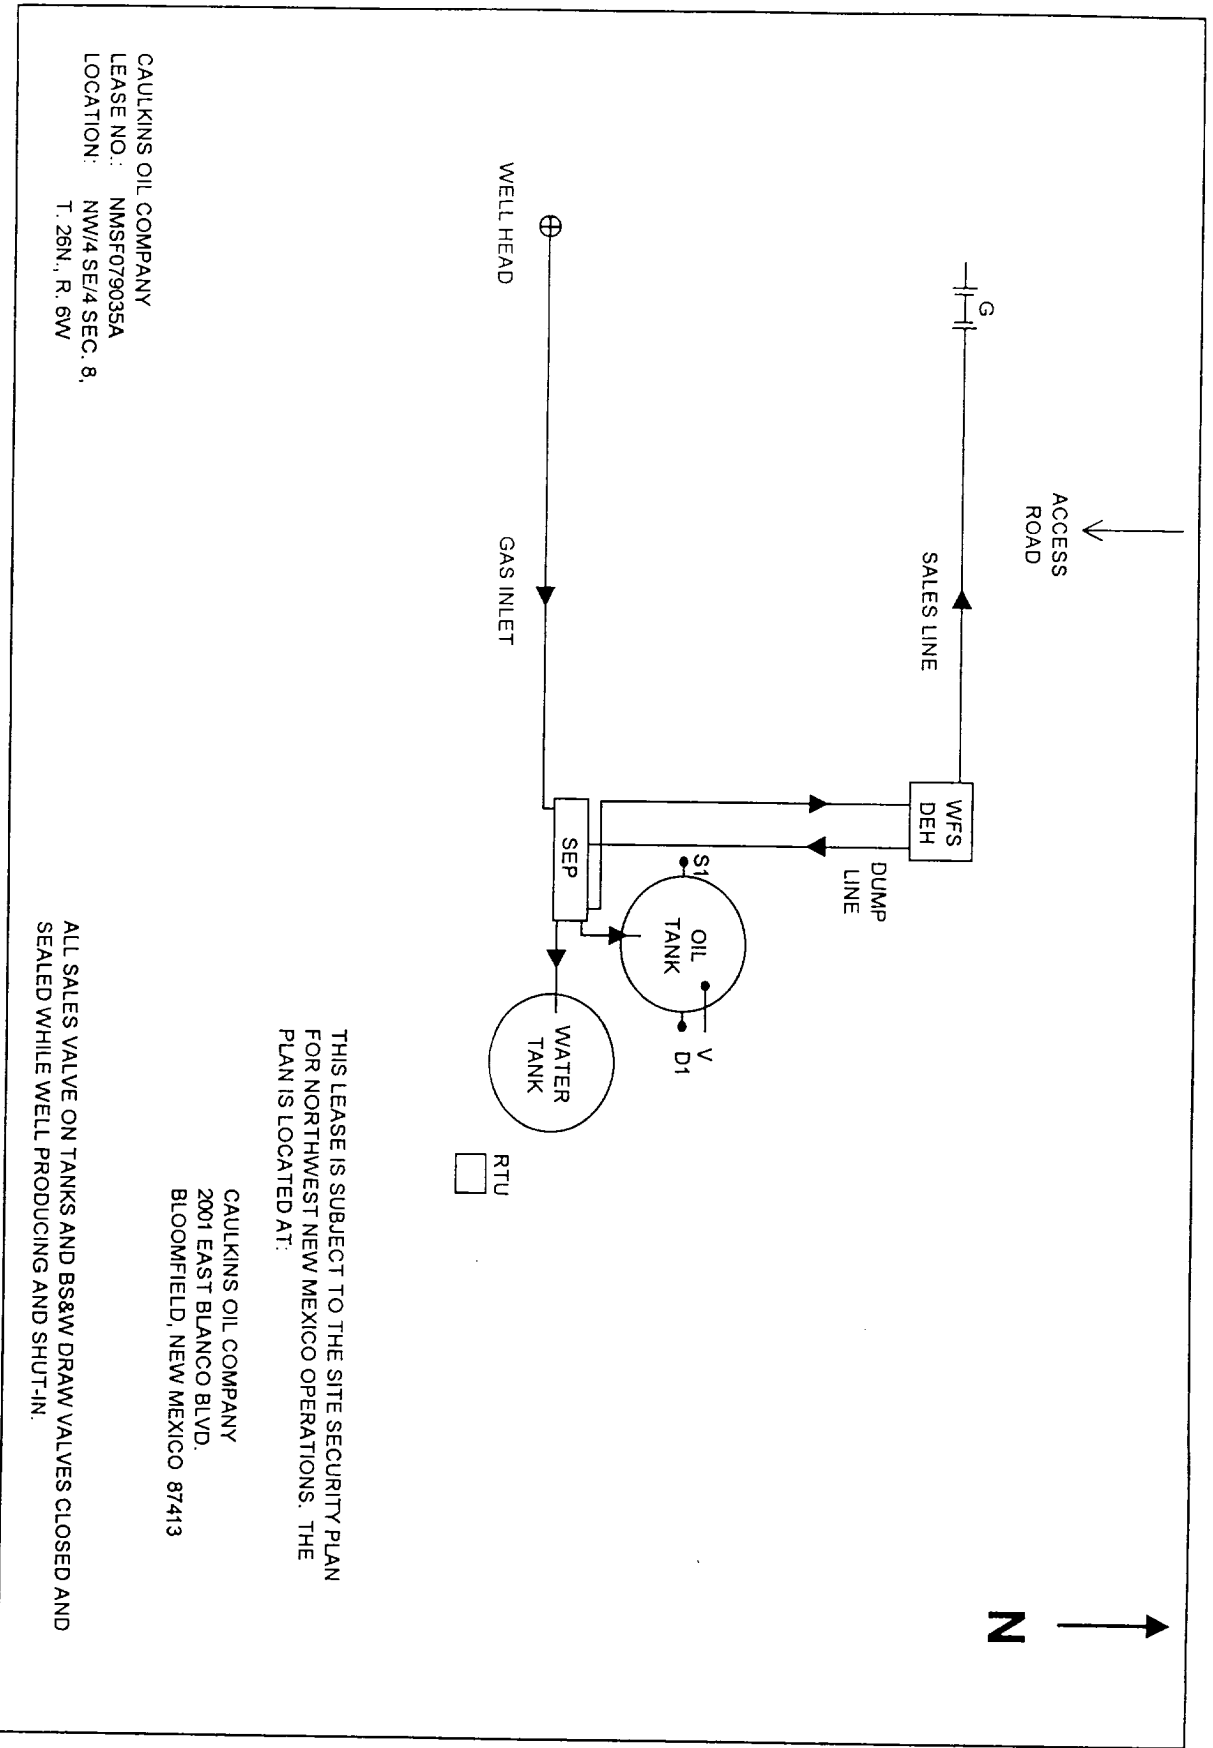 N
ACCESS
ROAD
G
SALES LINE
WFS
DEH
DUMP
LINE
S1
OIL
TANK
V
D1
WELL HEAD
GAS INLET
SEP
WATER
TANK
RTU
THIS LEASE IS SUBJECT TO THE SITE SECURITY PLAN
FOR NORTHWEST NEW MEXICO OPERATIONS. THE
PLAN IS LOCATED AT:
CAULKINS OIL COMPANY
2001 EAST BLANCO BLVD.
BLOOMFIELD, NEW MEXICO 87413
CAULKINS OIL COMPANY
LEASE NO.: NMSF079035A
LOCATION: NW/4 SE/4 SEC. 8,
T. 26N., R. 6W
ALL SALES VALVE ON TANKS AND BS&W DRAW VALVES CLOSED AND
SEALED WHILE WELL PRODUCING AND SHUT-IN.